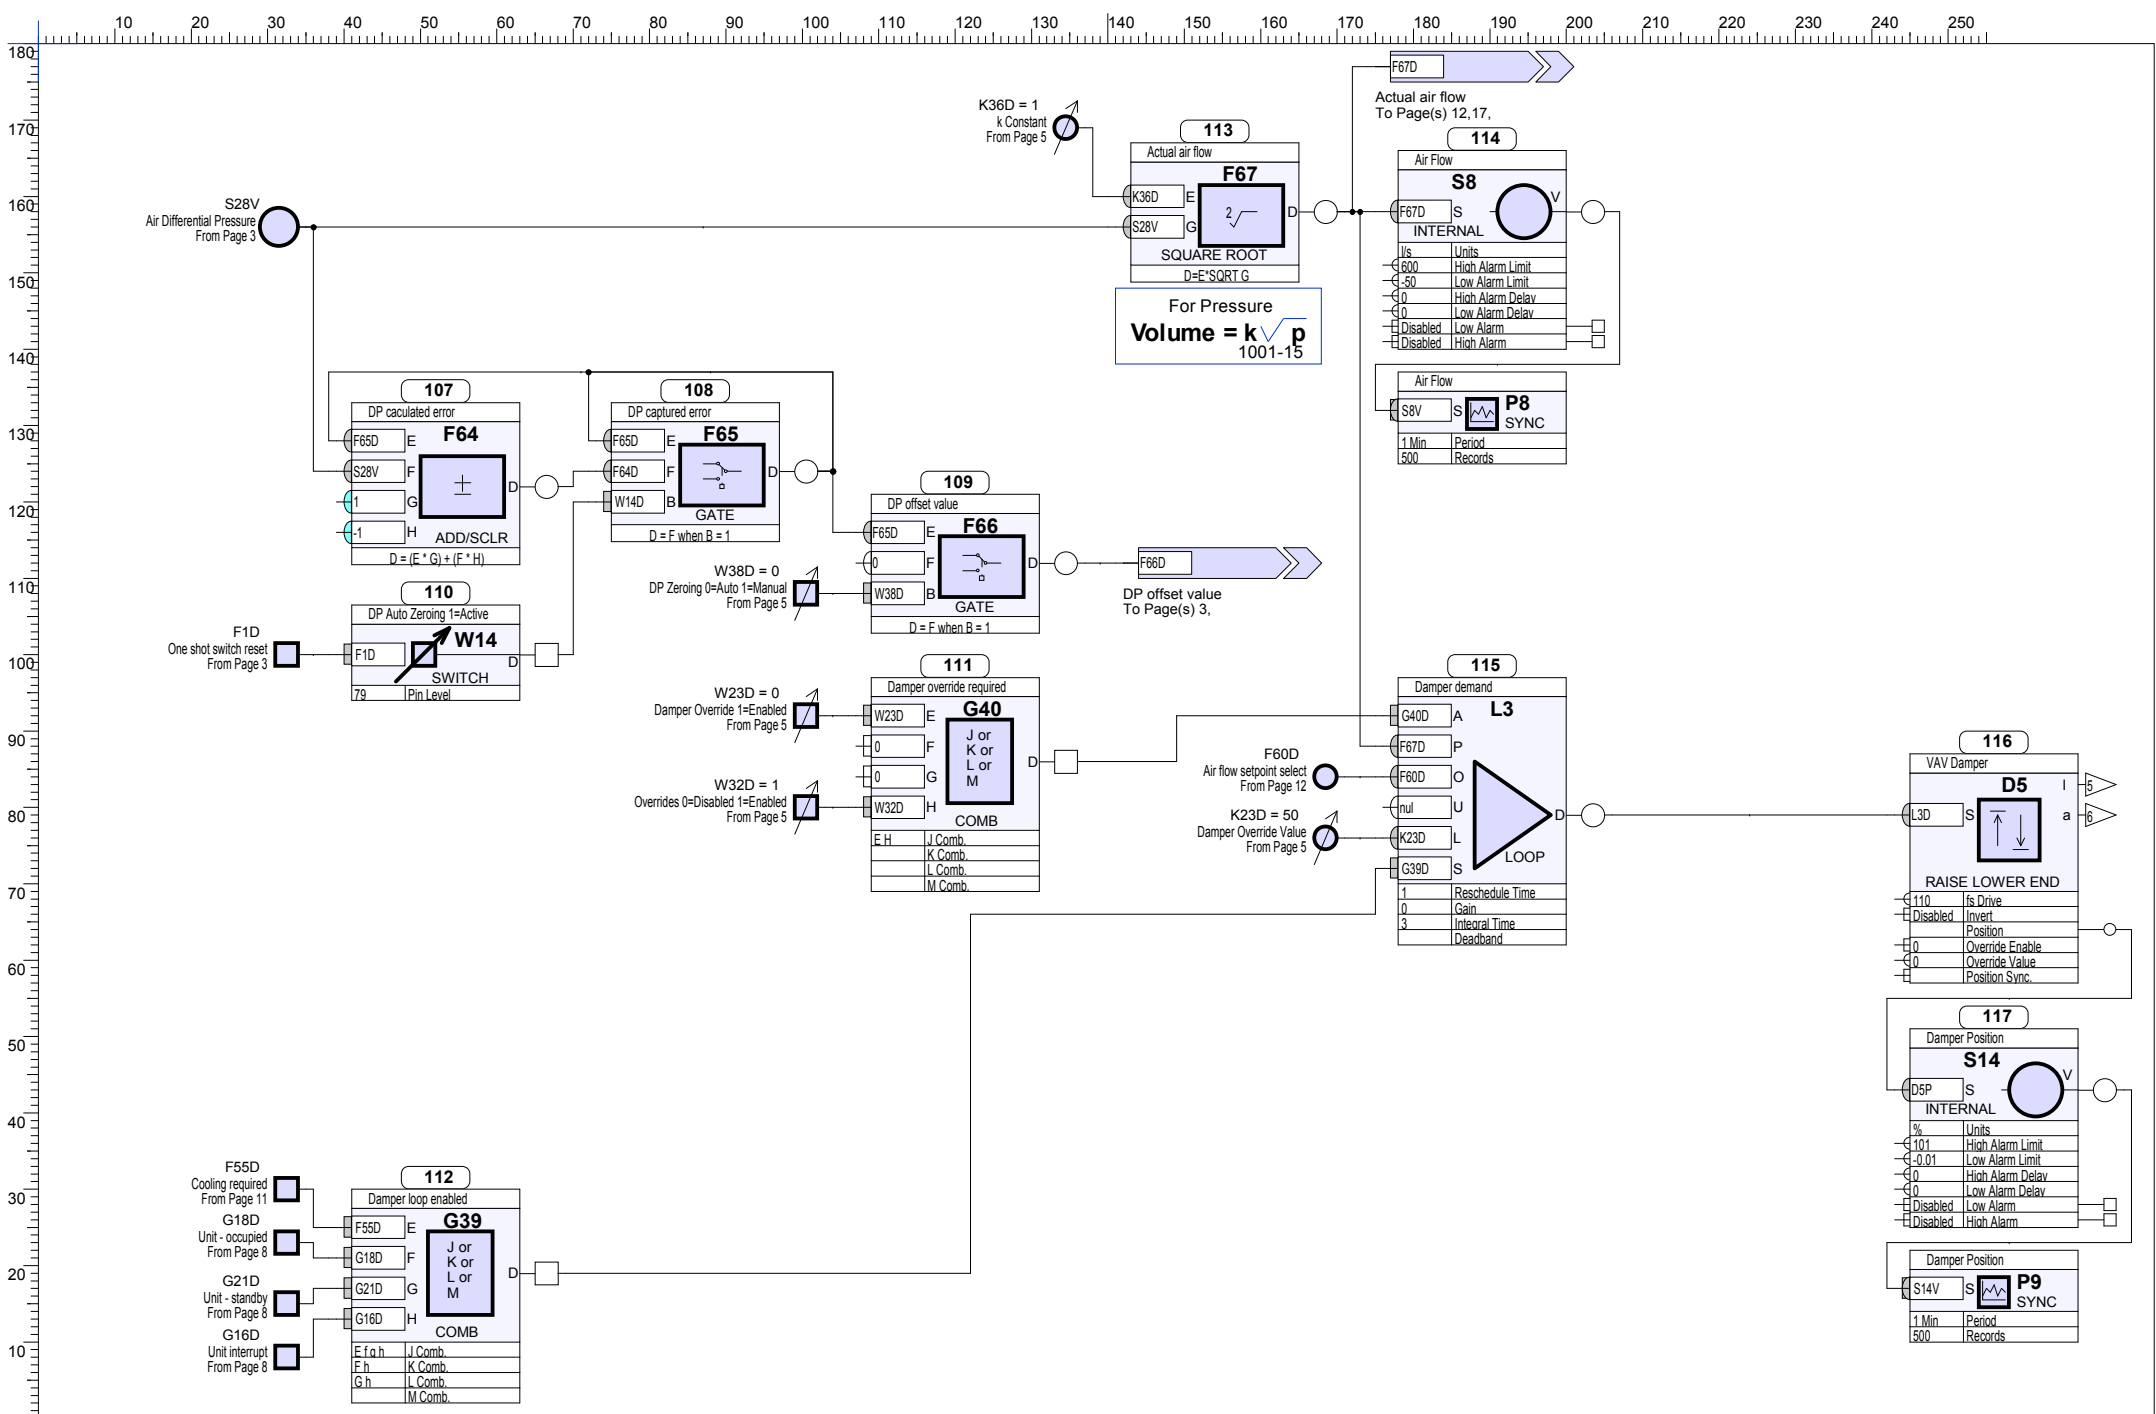 10 20 30 40 50 60 70 80 90 100 110 120 130 140 150 160 170 180 190 200 210 220 230 240 250
180
170
160
150
140
130
120
110
100
90
80
70
60
50
40
30
20
10
F67D
Actual air flow
To Page(s) 12,17,
K36D = 1
k Constant
From Page 5
113
Actual air flow
F67
K36D E
2
D
S28V G
SQUARE ROOT
D=E*SQRT G
For Pressure
Volume = k √ p
1001-15
114
Air Flow
S8
V
F67D S
INTERNAL
l/s Units
600 High Alarm Limit
-50 Low Alarm Limit
0 High Alarm Delay
0 Low Alarm Delay
Disabled Low Alarm
Disabled High Alarm
Air Flow
S8V S P8
SYNC
1 Min Period
500 Records
S28V
Air Differential Pressure
From Page 3
107
DP caculated error
F64
F65D E
S28V F
±
D
1 G
-1 H
ADD/SCLR
D = (E * G) + (F * H)
108
DP captured error
F65
F65D E
F64D F
D
W14D B
GATE
D = F when B = 1
109
DP offset value
F66
F65D E
0 F
D
W38D B
GATE
D = F when B = 1
W38D = 0
DP Zeroing 0=Auto 1=Manual
From Page 5
F66D
DP offset value
To Page(s) 3,
110
DP Auto Zeroing 1=Active
W14
F1D
D
SWITCH
79 Pin Level
F1D
One shot switch reset
From Page 3
111
Damper override required
G40
W23D E
0 F
0 G
W32D H
J or
K or
L or
M
D
COMB
E H J Comb.
K Comb.
L Comb.
M Comb.
W23D = 0
Damper Override 1=Enabled
From Page 5
W32D = 1
Overrides 0=Disabled 1=Enabled
From Page 5
115
Damper demand
L3
G40D A
F67D P
F60D O
nul U
K23D L
G39D S
D
LOOP
1 Reschedule Time
0 Gain
3 Integral Time
Deadband
F60D
Air flow setpoint select
From Page 12
K23D = 50
Damper Override Value
From Page 5
116
VAV Damper
D5
l 5
L3D S
a 6
RAISE LOWER END
110 fs Drive
Disabled Invert
Position
0 Override Enable
0 Override Value
Position Sync.
117
Damper Position
S14
V
D5P S
INTERNAL
% Units
101 High Alarm Limit
-0.01 Low Alarm Limit
0 High Alarm Delay
0 Low Alarm Delay
Disabled Low Alarm
Disabled High Alarm
Damper Position
S14V S P9
SYNC
1 Min Period
500 Records
F55D
Cooling required
From Page 11
G18D
Unit - occupied
From Page 8
G21D
Unit - standby
From Page 8
G16D
Unit interrupt
From Page 8
112
Damper loop enabled
G39
F55D E
G18D F
G21D G
G16D H
J or
K or
L or
M
D
COMB
E f g h J Comb.
F h K Comb.
G h L Comb.
M Comb.